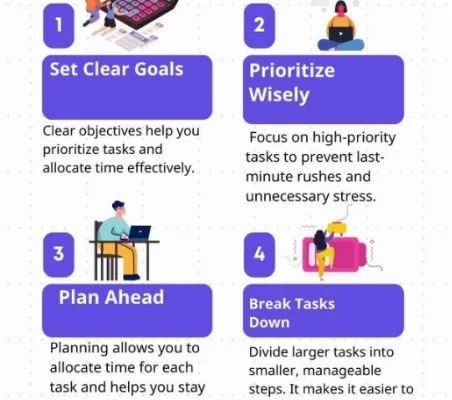 1
Set Clear Goals
Clear objectives help you
prioritize tasks and
allocate time effectively.
2
Prioritize
Wisely
Focus on high-priority
tasks to prevent last-
minute rushes and
unnecessary stress.
3
Plan Ahead
Planning allows you to
allocate time for each
task and helps you stay
4
Break Tasks
Down
Divide larger tasks into
smaller, manageable
steps. It makes it easier to